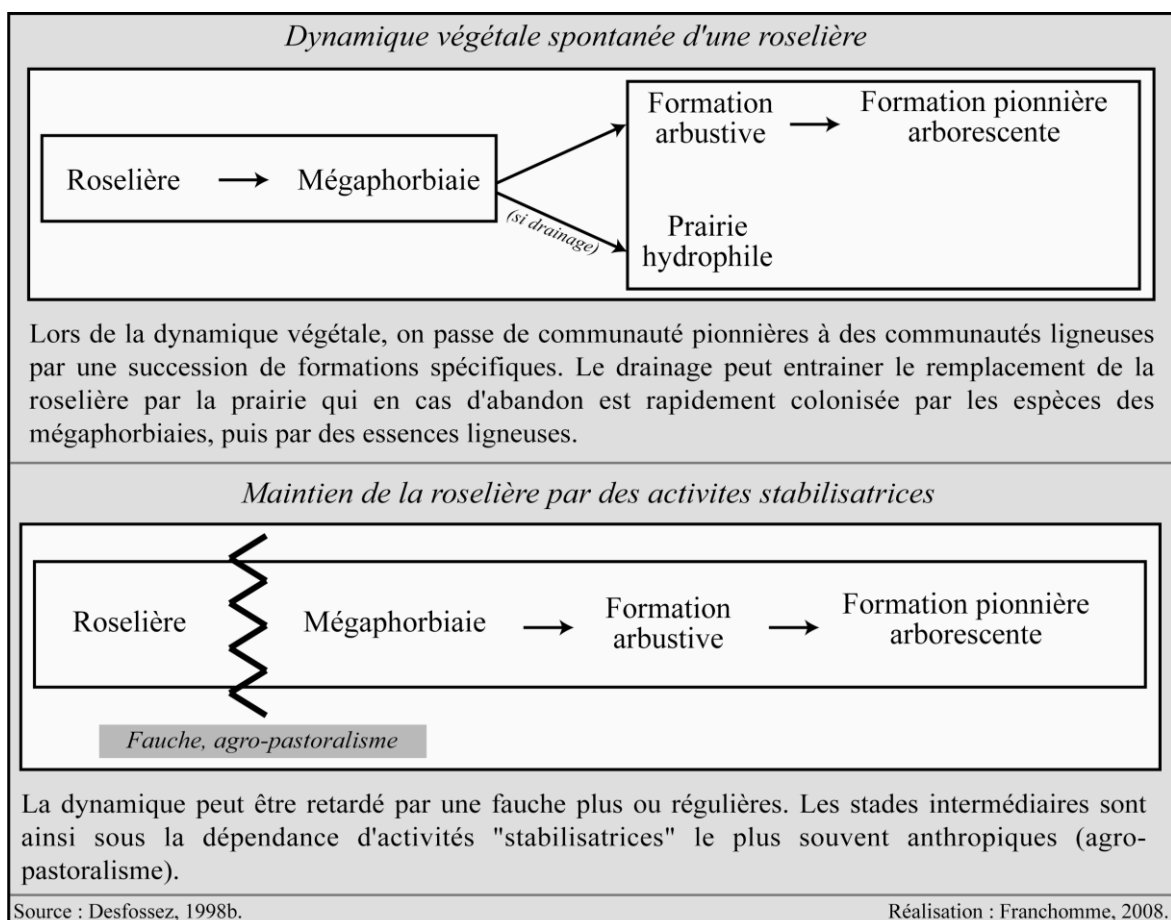 Dynamique végétale spontanée d'une roselière
Formation
arbustive
Formation pionnière
arborescente
Roselière
Mégaphorbiaie
(si drainage)
Prairie
hydrophile
Lors de la dynamique végétale, on passe de communauté pionnières à des communautés ligneuses
par une succession de formations spécifiques. Le drainage peut entrainer le remplacement de la
roselière par la prairie qui en cas d'abandon est rapidement colonisée par les espèces des
mégaphorbiaies, puis par des essences ligneuses.
Maintien de la roselière par des activites stabilisatrices
Roselière
Mégaphorbiaie
Formation
arbustive
Formation pionnière
arborescente
Fauche, agro-pastoralisme
La dynamique peut être retardé par une fauche plus ou régulières. Les stades intermédiaires sont
ainsi sous la dépendance d'activités "stabilisatrices" le plus souvent anthropiques (agro-
pastoralisme).
Source : Desfossez, 1998b.
Réalisation : Franchomme, 2008.